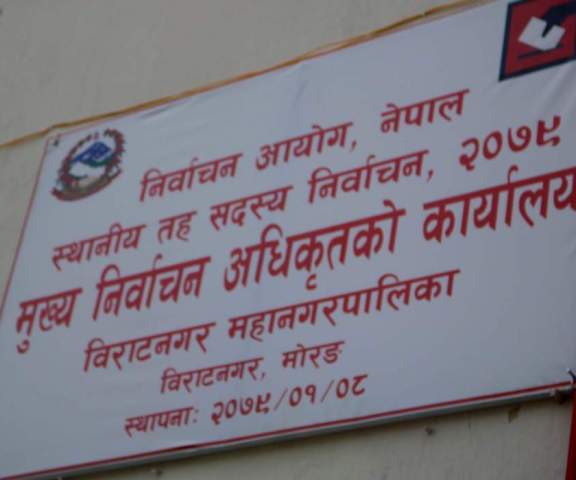 निर्वाचन आयोग, नेपाल
स्थानीय तह सदस्य निर्वाचन, २०७९
मुख्य निर्वाचन अधिकृतको कार्यालय
विराटनगर महानगरपालिका
विराटनगर, मोरङ
स्थापना: २०७९/०१/०८